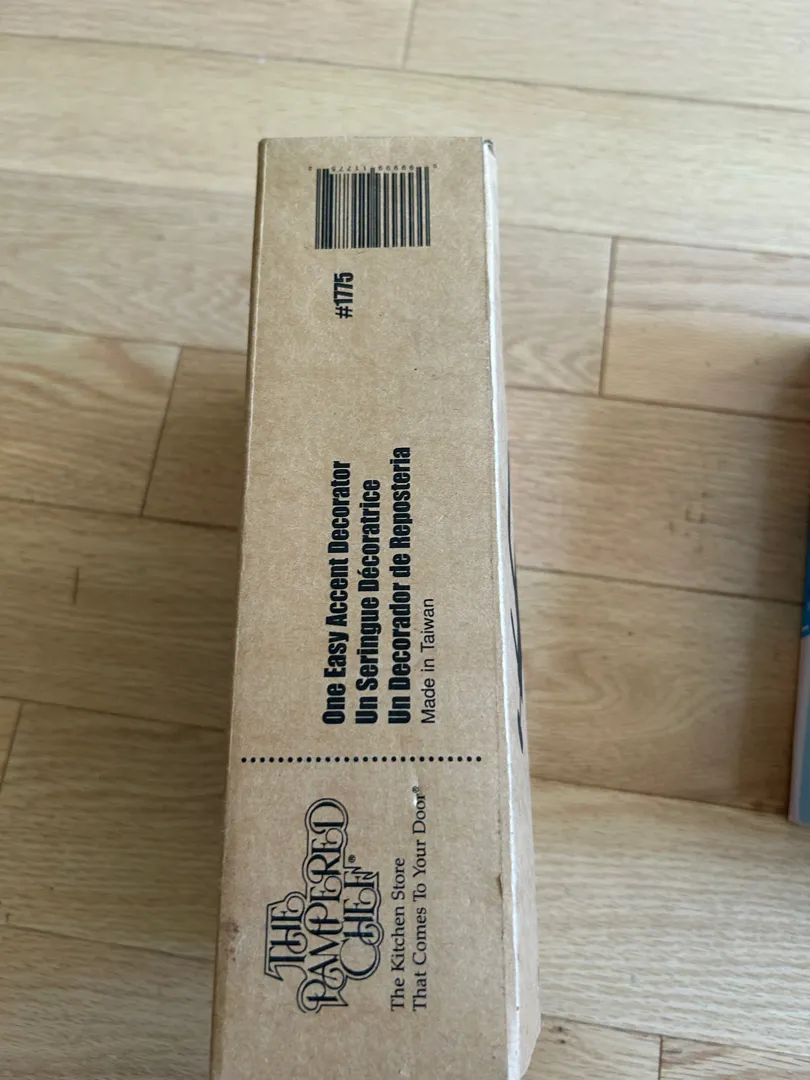 THE
PAMPERED
CHEF®
The Kitchen Store
That Comes To Your Door®
One Easy Accent Decorator
Un Seringue Décoratrice
Un Decorador de Reposteria
Made in Taiwan
#1775